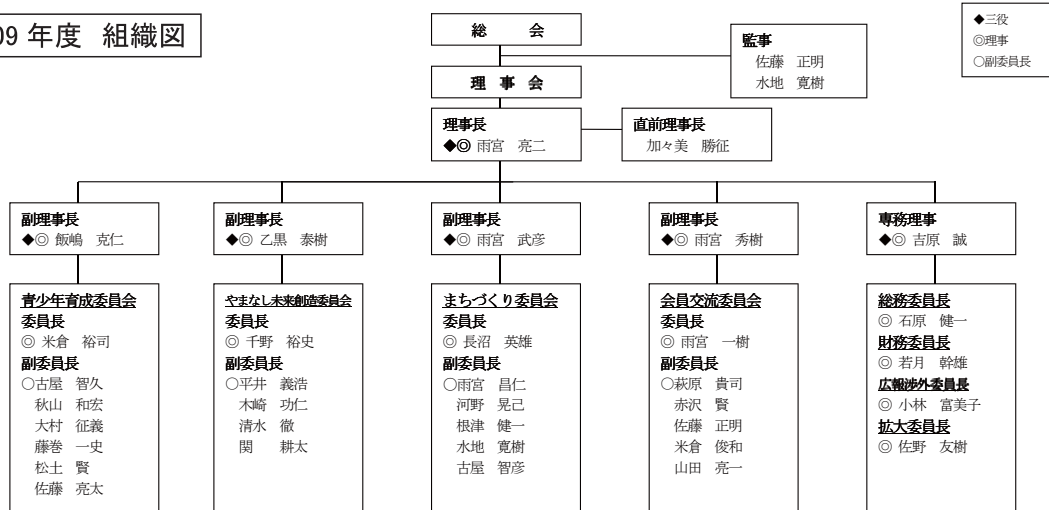 09 年度 組織図
総 会
理 事 会
監事
佐藤 正明
水地 寛樹
◆三役
◎理事
○副委員長
理事長
◆◎ 雨宮 亮二
直前理事長
加々美 勝征
副理事長
◆◎ 飯嶋 克仁
副理事長
◆◎ 乙黒 泰樹
副理事長
◆◎ 雨宮 武彦
副理事長
◆◎ 雨宮 秀樹
専務理事
◆◎ 吉原 誠
青少年育成委員会
委員長
◎ 米倉 裕司
副委員長
○古屋 智久
秋山 和宏
大村 征義
藤巻 一史
松土 賢
佐藤 亮太
やまなし未来創造委員会
委員長
◎ 千野 裕史
副委員長
○平井 義浩
木崎 功仁
清水 徹
関 耕太
まちづくり委員会
委員長
◎ 長沼 英雄
副委員長
○雨宮 昌仁
河野 晃己
根津 健一
水地 寛樹
古屋 智彦
会員交流委員会
委員長
◎ 雨宮 一樹
副委員長
○萩原 貴司
赤沢 賢
佐藤 正明
米倉 俊和
山田 亮一
総務委員長
◎ 石原 健一
財務委員長
◎ 若月 幹雄
広報渉外委員長
◎ 小林 富美子
拡大委員長
◎ 佐野 友樹